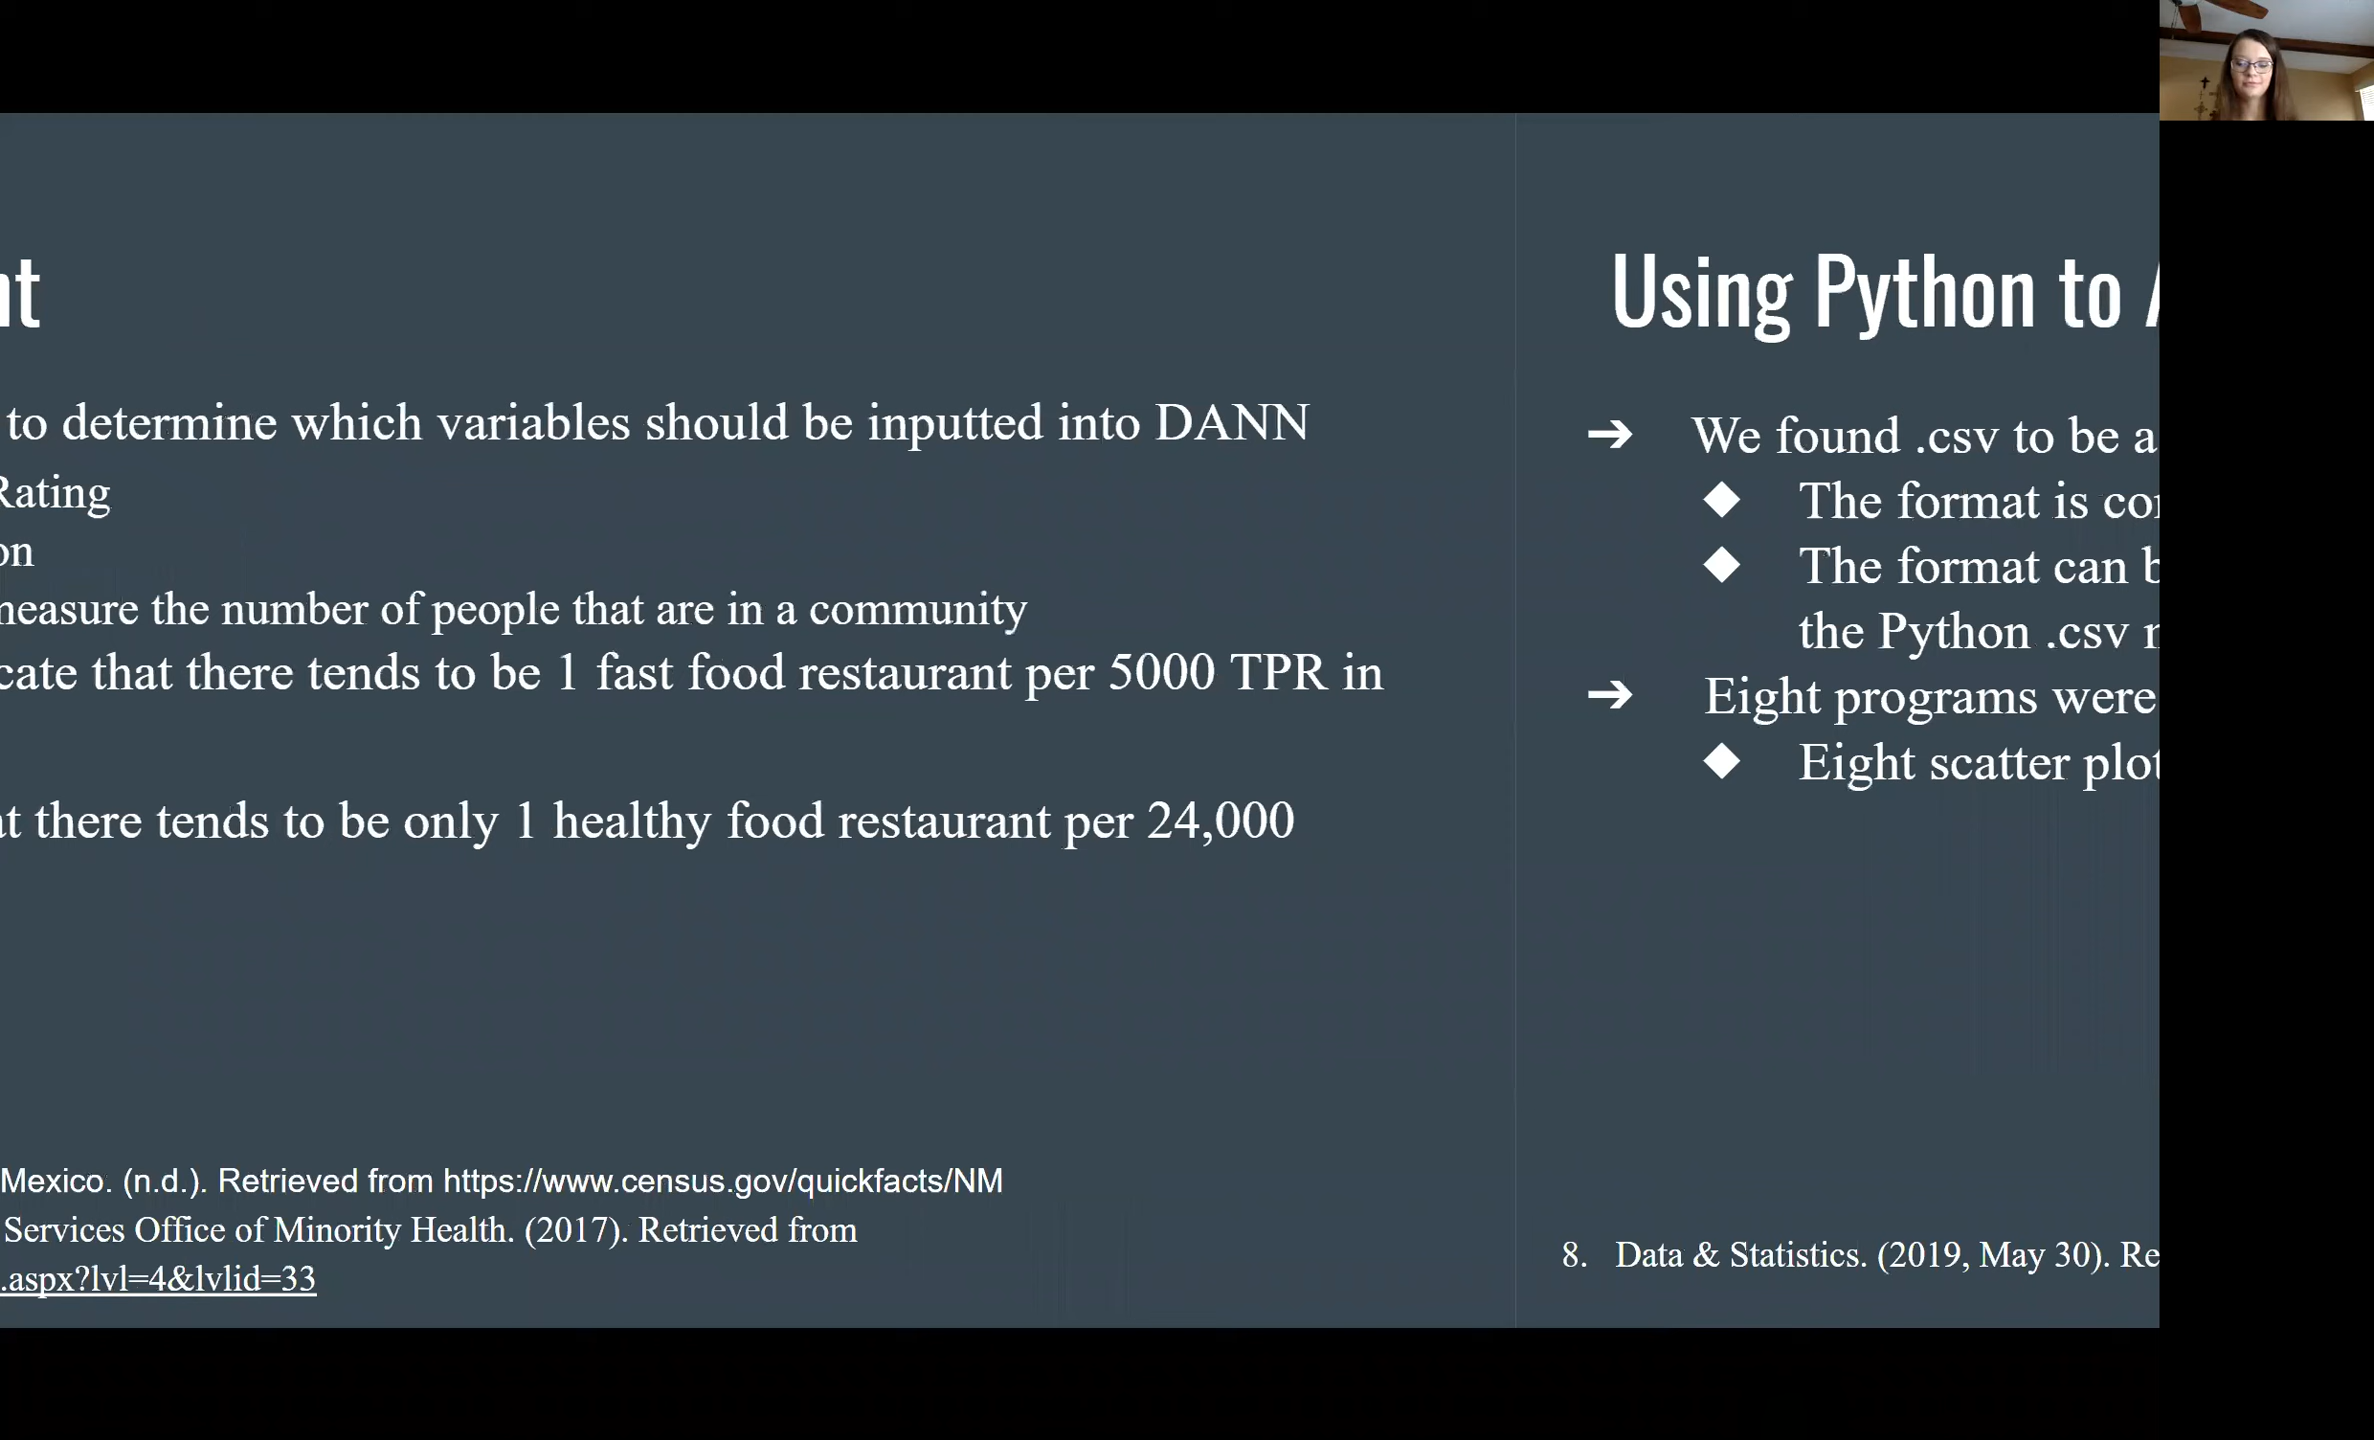 nt
to determine which variables should be inputted into DANN
Rating
on
measure the number of people that are in a community
cate that there tends to be 1 fast food restaurant per 5000 TPR in
at there tends to be only 1 healthy food restaurant per 24,000
Mexico. (n.d.). Retrieved from https://www.census.gov/quickfacts/NM
Services Office of Minority Health. (2017). Retrieved from
.aspx?lvl=4&lvlid=33
Using Python to
➔ We found .csv to be a
◆ The format is con
◆ The format can b
the Python .csv
➔ Eight programs were
◆ Eight scatter plot
8. Data & Statistics. (2019, May 30). Re